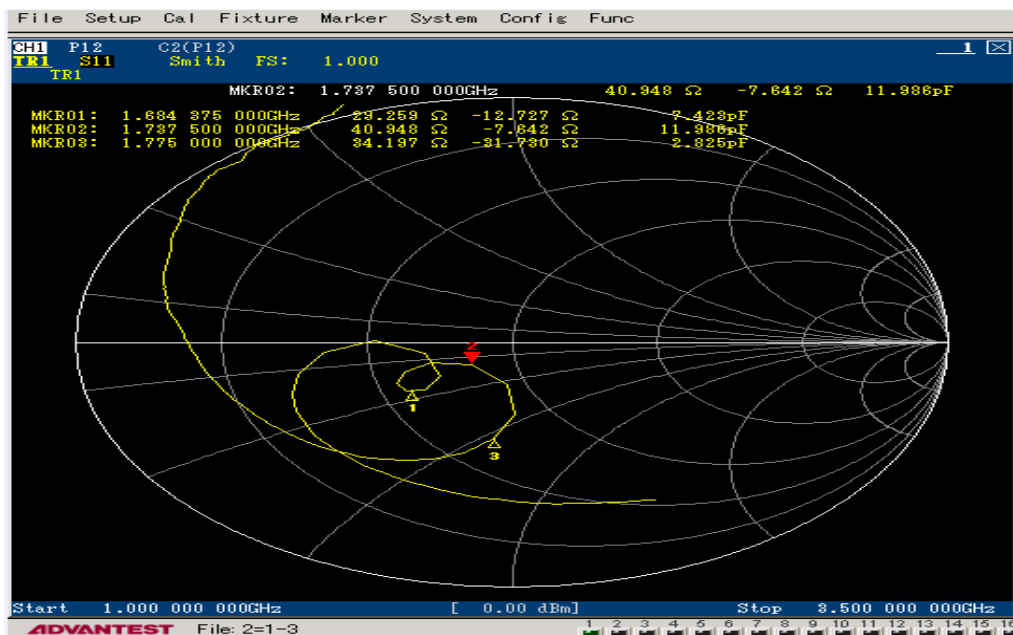 File Setup Cal Fixture Marker System Config Func
CH1 P12 C2(P12) 1
TR1 S11 Smith FS: 1.000
TR1
MKR02: 1.737 500 000GHz 40.948 Ω -7.642 Ω 11.986pF
MKR01: 1.684 375 000GHz 29.259 Ω -12.727 Ω 7.423pF
MKR02: 1.737 500 000GHz 40.948 Ω -7.642 Ω 11.986pF
MKR03: 1.775 000 000GHz 34.197 Ω -31.730 Ω 2.825pF
2
1
3
Start 1.000 000 000GHz [ 0.00 dBm] Stop 3.500 000 000GHz
ADVANTEST File: 2=1-3 1 2 3 4 5 6 7 8 9 10 11 12 13 14 15 16